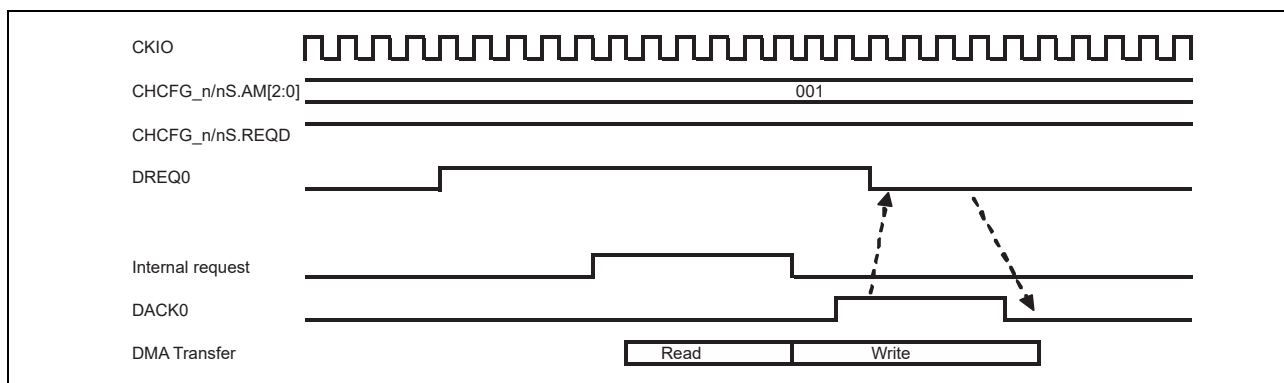 CKIO
CHCFG_n/nS.AM[2:0] 001
CHCFG_n/nS.REQD
DREQ0
Internal request
DACK0
DMA Transfer Read Write